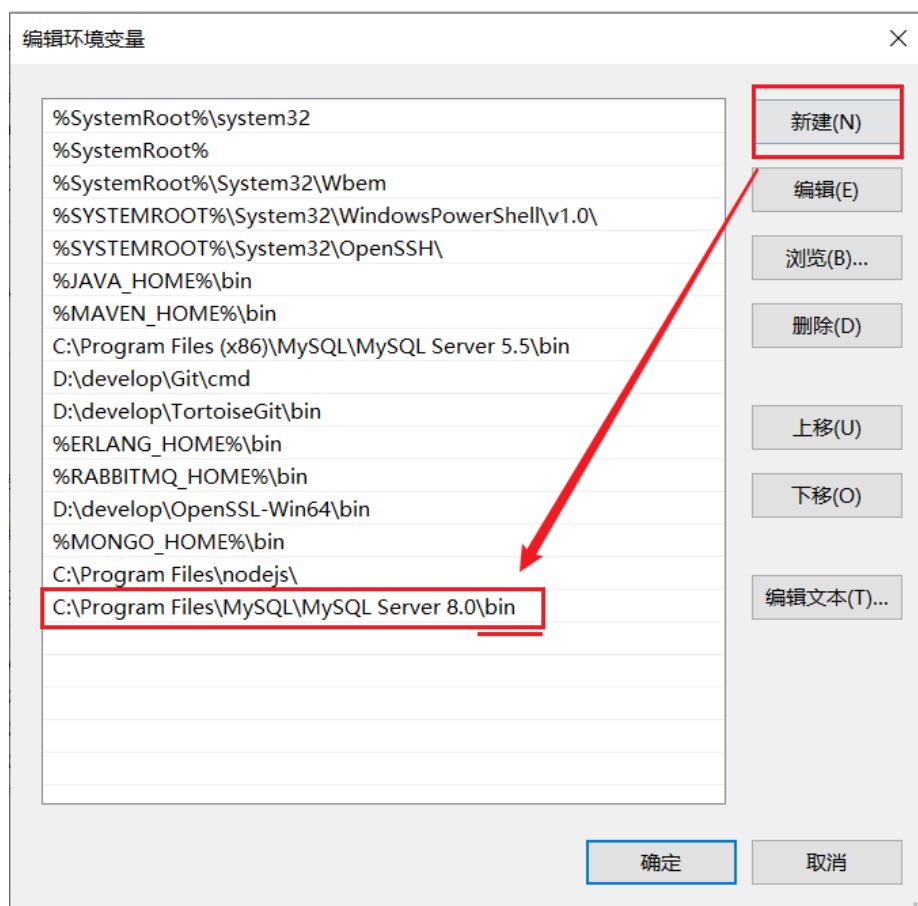 编辑环境变量
%SystemRoot%\system32
%SystemRoot%
%SystemRoot%\System32\Wbem
%SYSTEMROOT%\System32\WindowsPowerShell\v1.0\
%SYSTEMROOT%\System32\OpenSSH\
%JAVA_HOME%\bin
%MAVEN_HOME%\bin
C:\Program Files (x86)\MySQL\MySQL Server 5.5\bin
D:\develop\Git\cmd
D:\develop\TortoiseGit\bin
%ERLANG_HOME%\bin
%RABBITMQ_HOME%\bin
D:\develop\OpenSSL-Win64\bin
%MONGO_HOME%\bin
C:\Program Files\nodejs\
C:\Program Files\MySQL\MySQL Server 8.0\bin
新建(N)
编辑(E)
浏览(B)...
删除(D)
上移(U)
下移(O)
编辑文本(T)...
确定
取消